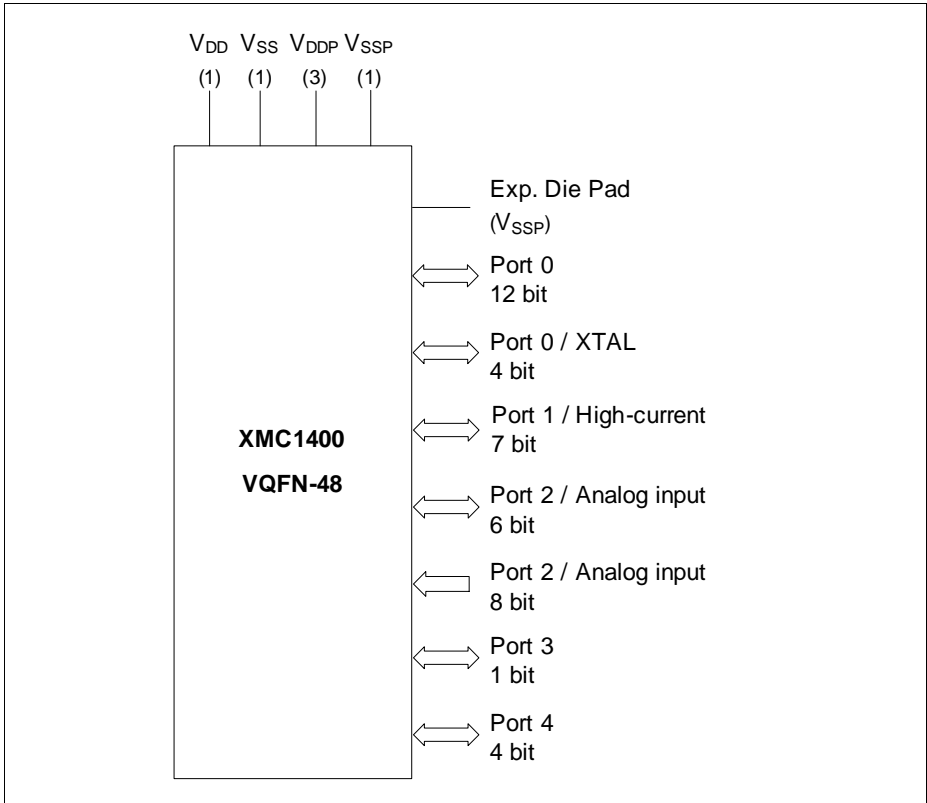 VDD VSS VDDP VSSP
(1) (1) (3) (1)
Exp. Die Pad
(VSSP)
Port 0
12 bit
Port 0 / XTAL
4 bit
Port 1 / High-current
7 bit
XMC1400
VQFN-48
Port 2 / Analog input
6 bit
Port 2 / Analog input
8 bit
Port 3
1 bit
Port 4
4 bit